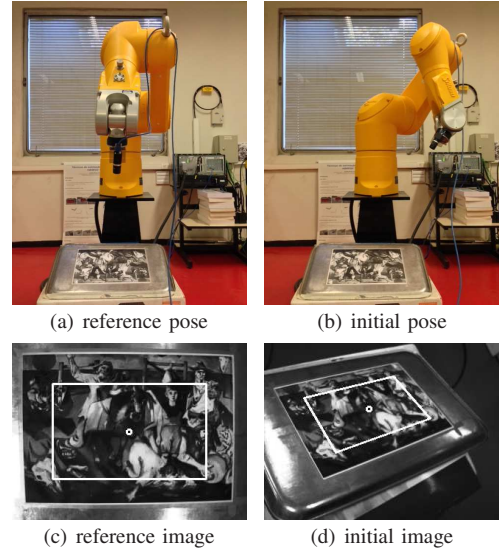 (a) reference pose
(b) initial pose
(c) reference image
(d) initial image